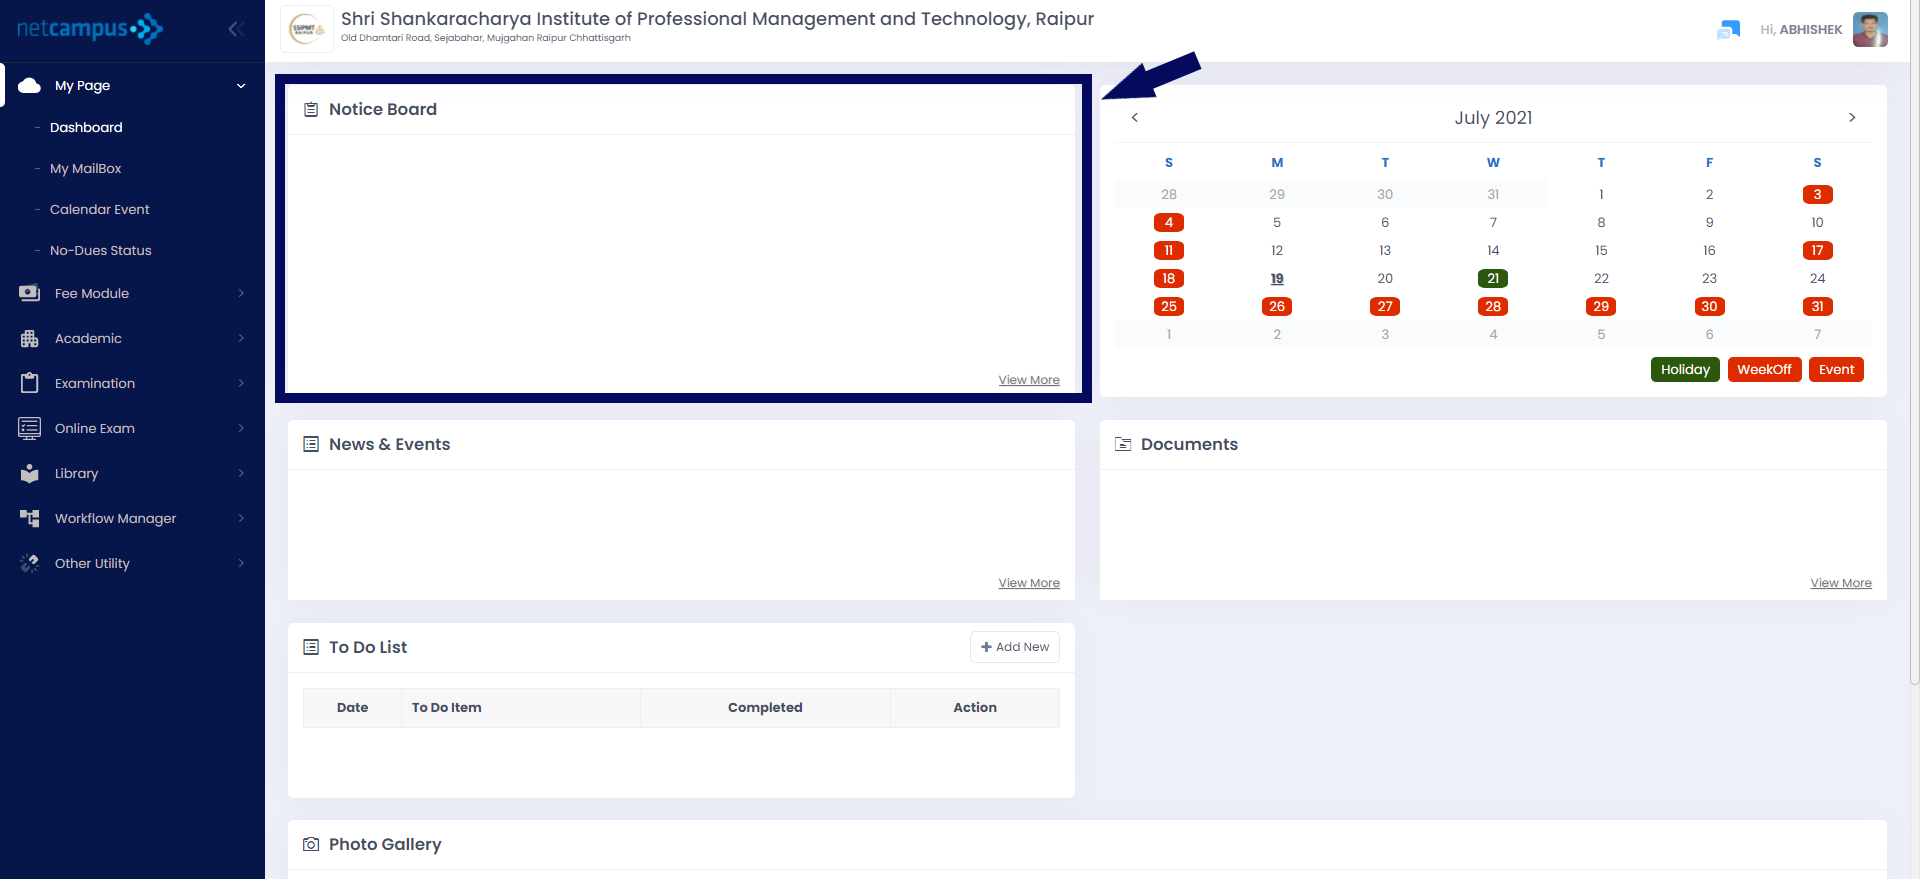 netcampus
Shri Shankaracharya Institute of Professional Management and Technology, Raipur
Old Dhamtari Road, Sejabahar, Mujgahan Raipur Chhattisgarh
SSIPMT
RAIPUR
Hi, ABHISHEK
My Page
- Dashboard
- My MailBox
- Calendar Event
- No-Dues Status
Fee Module
Academic
Examination
Online Exam
Library
Workflow Manager
Other Utility
Notice Board
View More
< July 2021 >
S M T W T F S
28 29 30 31 1 2 3
4 5 6 7 8 9 10
11 12 13 14 15 16 17
18 19 20 21 22 23 24
25 26 27 28 29 30 31
1 2 3 4 5 6 7
Holiday WeekOff Event
News & Events
View More
Documents
View More
To Do List
+ Add New
Date To Do Item Completed Action
Photo Gallery